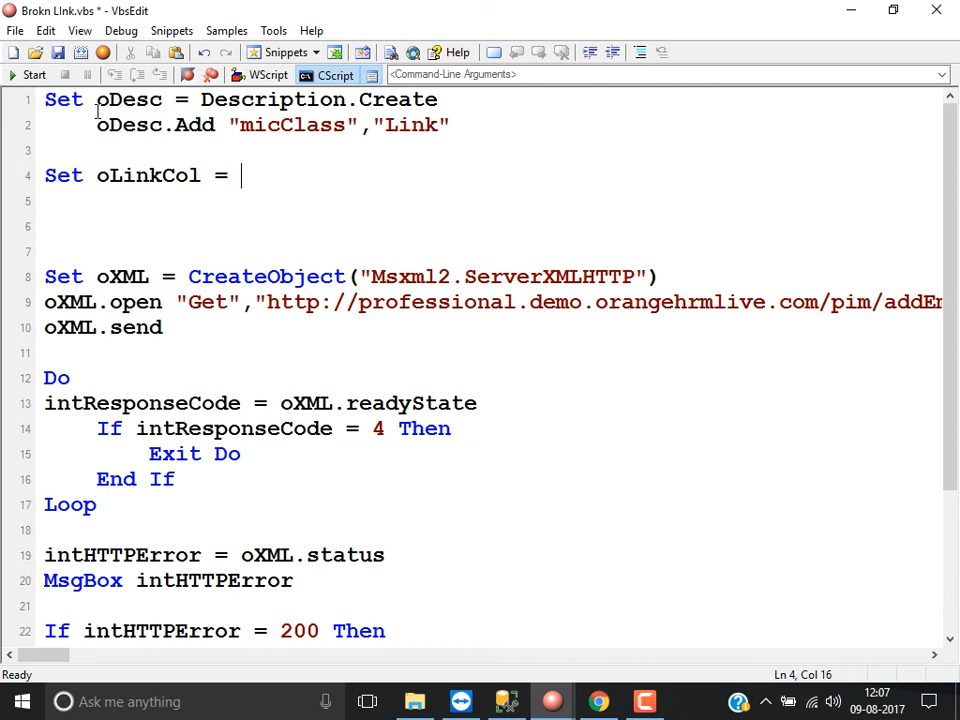 Brokn LInk.vbs * - VbsEdit
File Edit View Debug Snippets Samples Tools Help
Snippets Help
Start WScript CScript <Command-Line Arguments>
1 Set oDesc = Description.Create
2 oDesc.Add "micClass","Link"
3
4 Set oLinkCol =
5
6
7
8 Set oXML = CreateObject("Msxml2.ServerXMLHTTP")
9 oXML.open "Get","http://professional.demo.orangehrmlive.com/pim/addEm
10 oXML.send
11
12 Do
13 intResponseCode = oXML.readyState
14 If intResponseCode = 4 Then
15 Exit Do
16 End If
17 Loop
18
19 intHTTPError = oXML.status
20 MsgBox intHTTPError
21
22 If intHTTPError = 200 Then
Ready Ln 4, Col 16
Ask me anything 12:07
09-08-2017